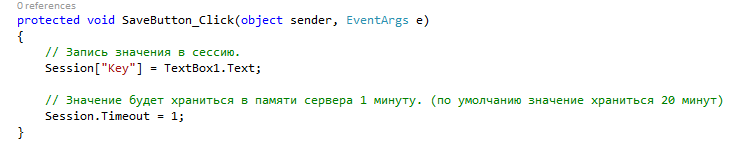 0 references
protected void SaveButton_Click(object sender, EventArgs e)
{
// Запись значения в сессию.
Session["Key"] = TextBox1.Text;
// Значение будет храниться в памяти сервера 1 минуту. (по умолчанию значение храниться 20 минут)
Session.Timeout = 1;
}